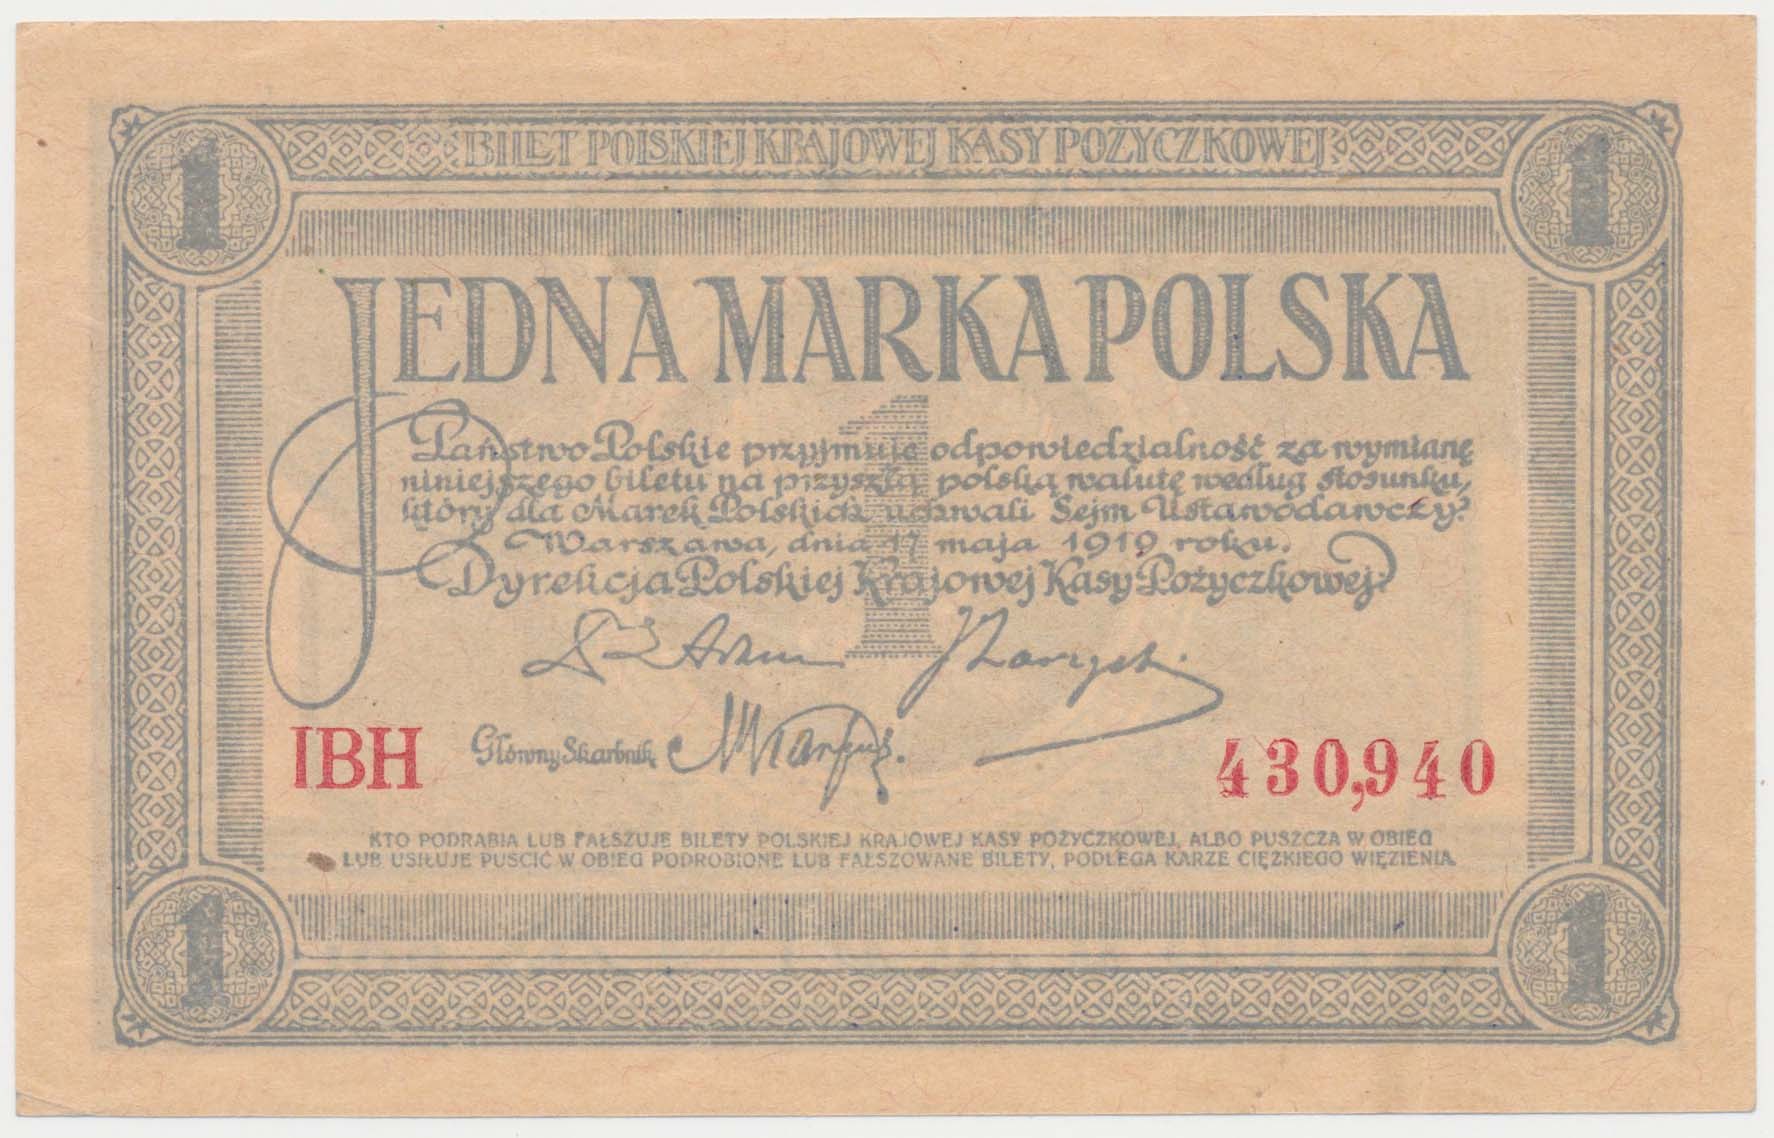 1 BILET POLSKIEJ KRAJOWEJ KASY POŻYCZKOWEJ 1
JEDNA MARKA POLSKA
1
Państwo Polskie przyjmuje odpowiedzialność za wymianę
niniejszego biletu na przyszłą polską walutę według stosunku,
który dla Marek Polskich uchwali Sejm Ustawodawczy.
Warszawa, dnia 17 maja 1919 roku.
Dyrekcja Polskiej Krajowej Kasy Pożyczkowej
Główny Skarbnik
IBH 430,940
KTO PODRABIA LUB FAŁSZUJE BILETY POLSKIEJ KRAJOWEJ KASY POŻYCZKOWEJ, ALBO PUSZCZA W OBIEG
LUB USIŁUJE PUŚCIĆ W OBIEG PODROBIONE LUB FAŁSZOWANE BILETY, PODLEGA KARZE CIĘŻKIEGO WIĘZIENIA.
1 1